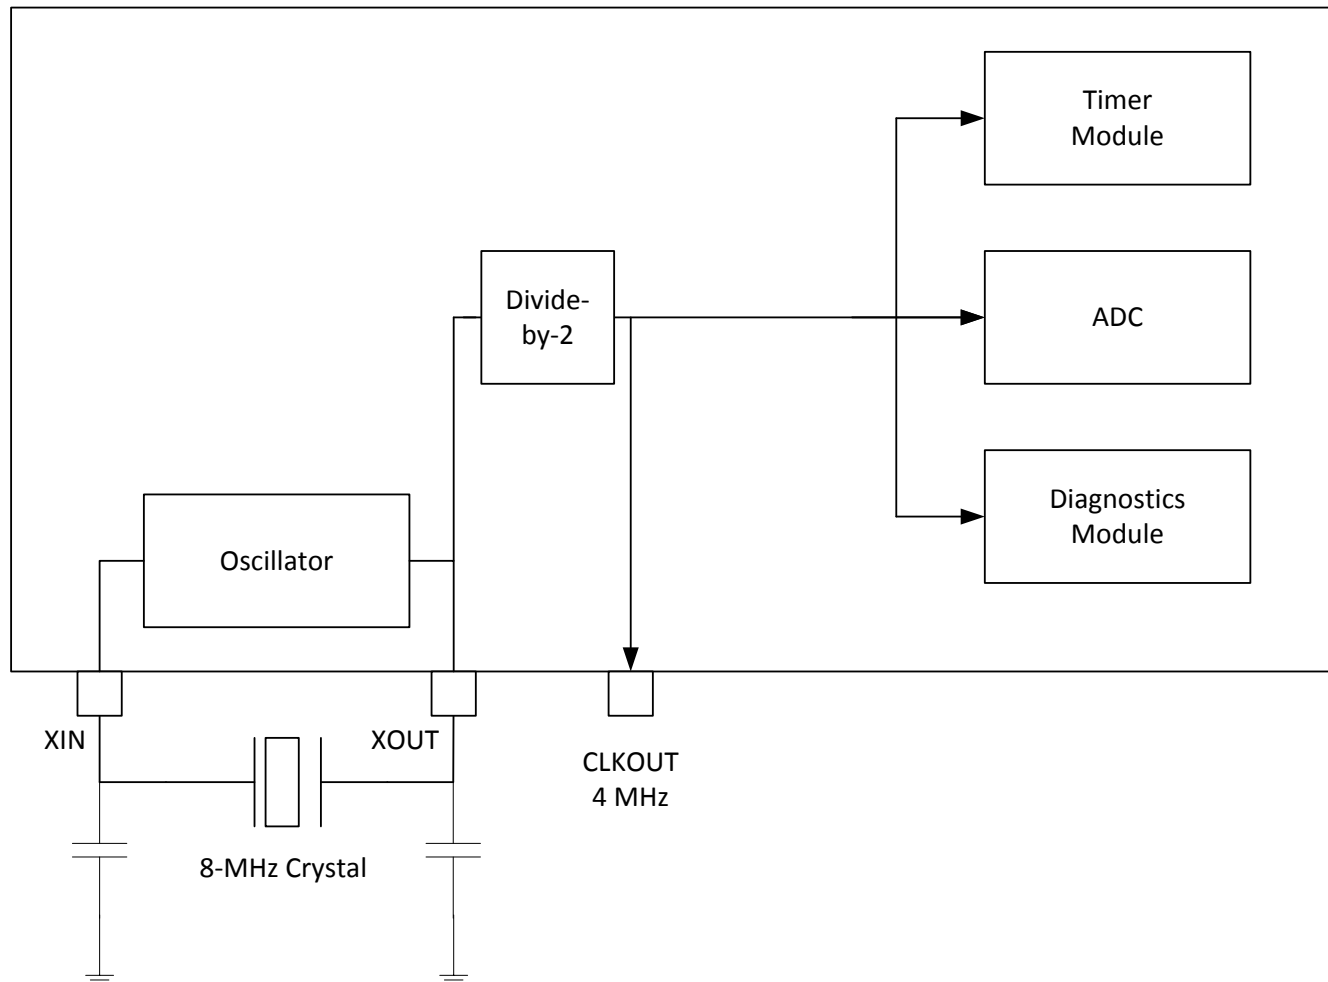 Timer
Module
Divide-
by-2
ADC
Diagnostics
Module
Oscillator
XIN
XOUT
CLKOUT
4 MHz
8-MHz Crystal